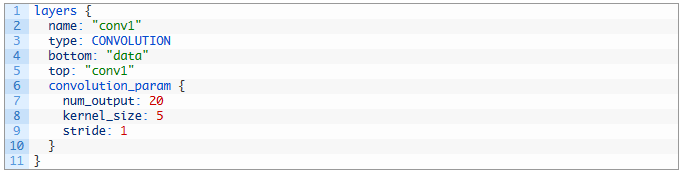 1 layers {
2   name: "conv1"
3   type: CONVOLUTION
4   bottom: "data"
5   top: "conv1"
6   convolution_param {
7     num_output: 20
8     kernel_size: 5
9     stride: 1
10   }
11 }